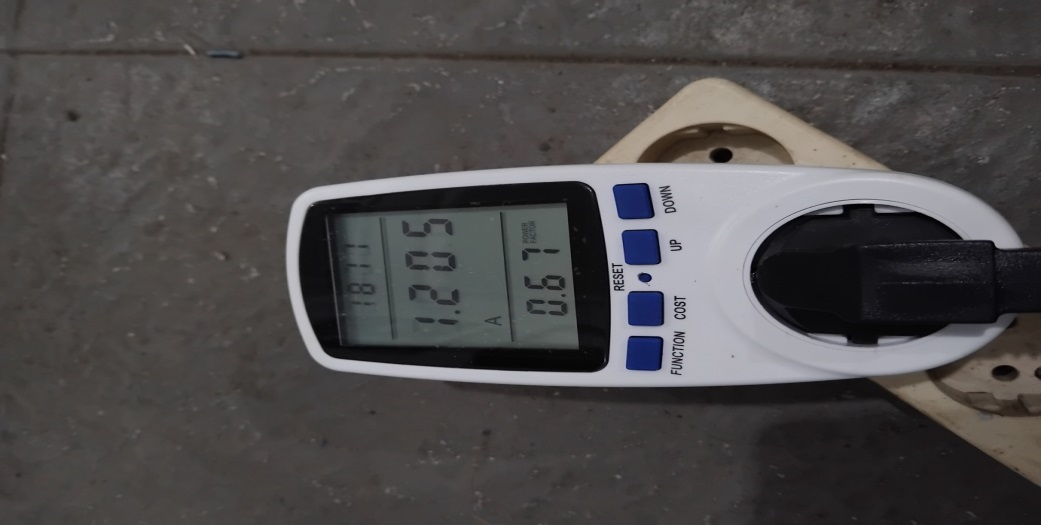 1811
1.205
A
0.67 POWER FACTOR
RESET
FUNCTION COST UP DOWN